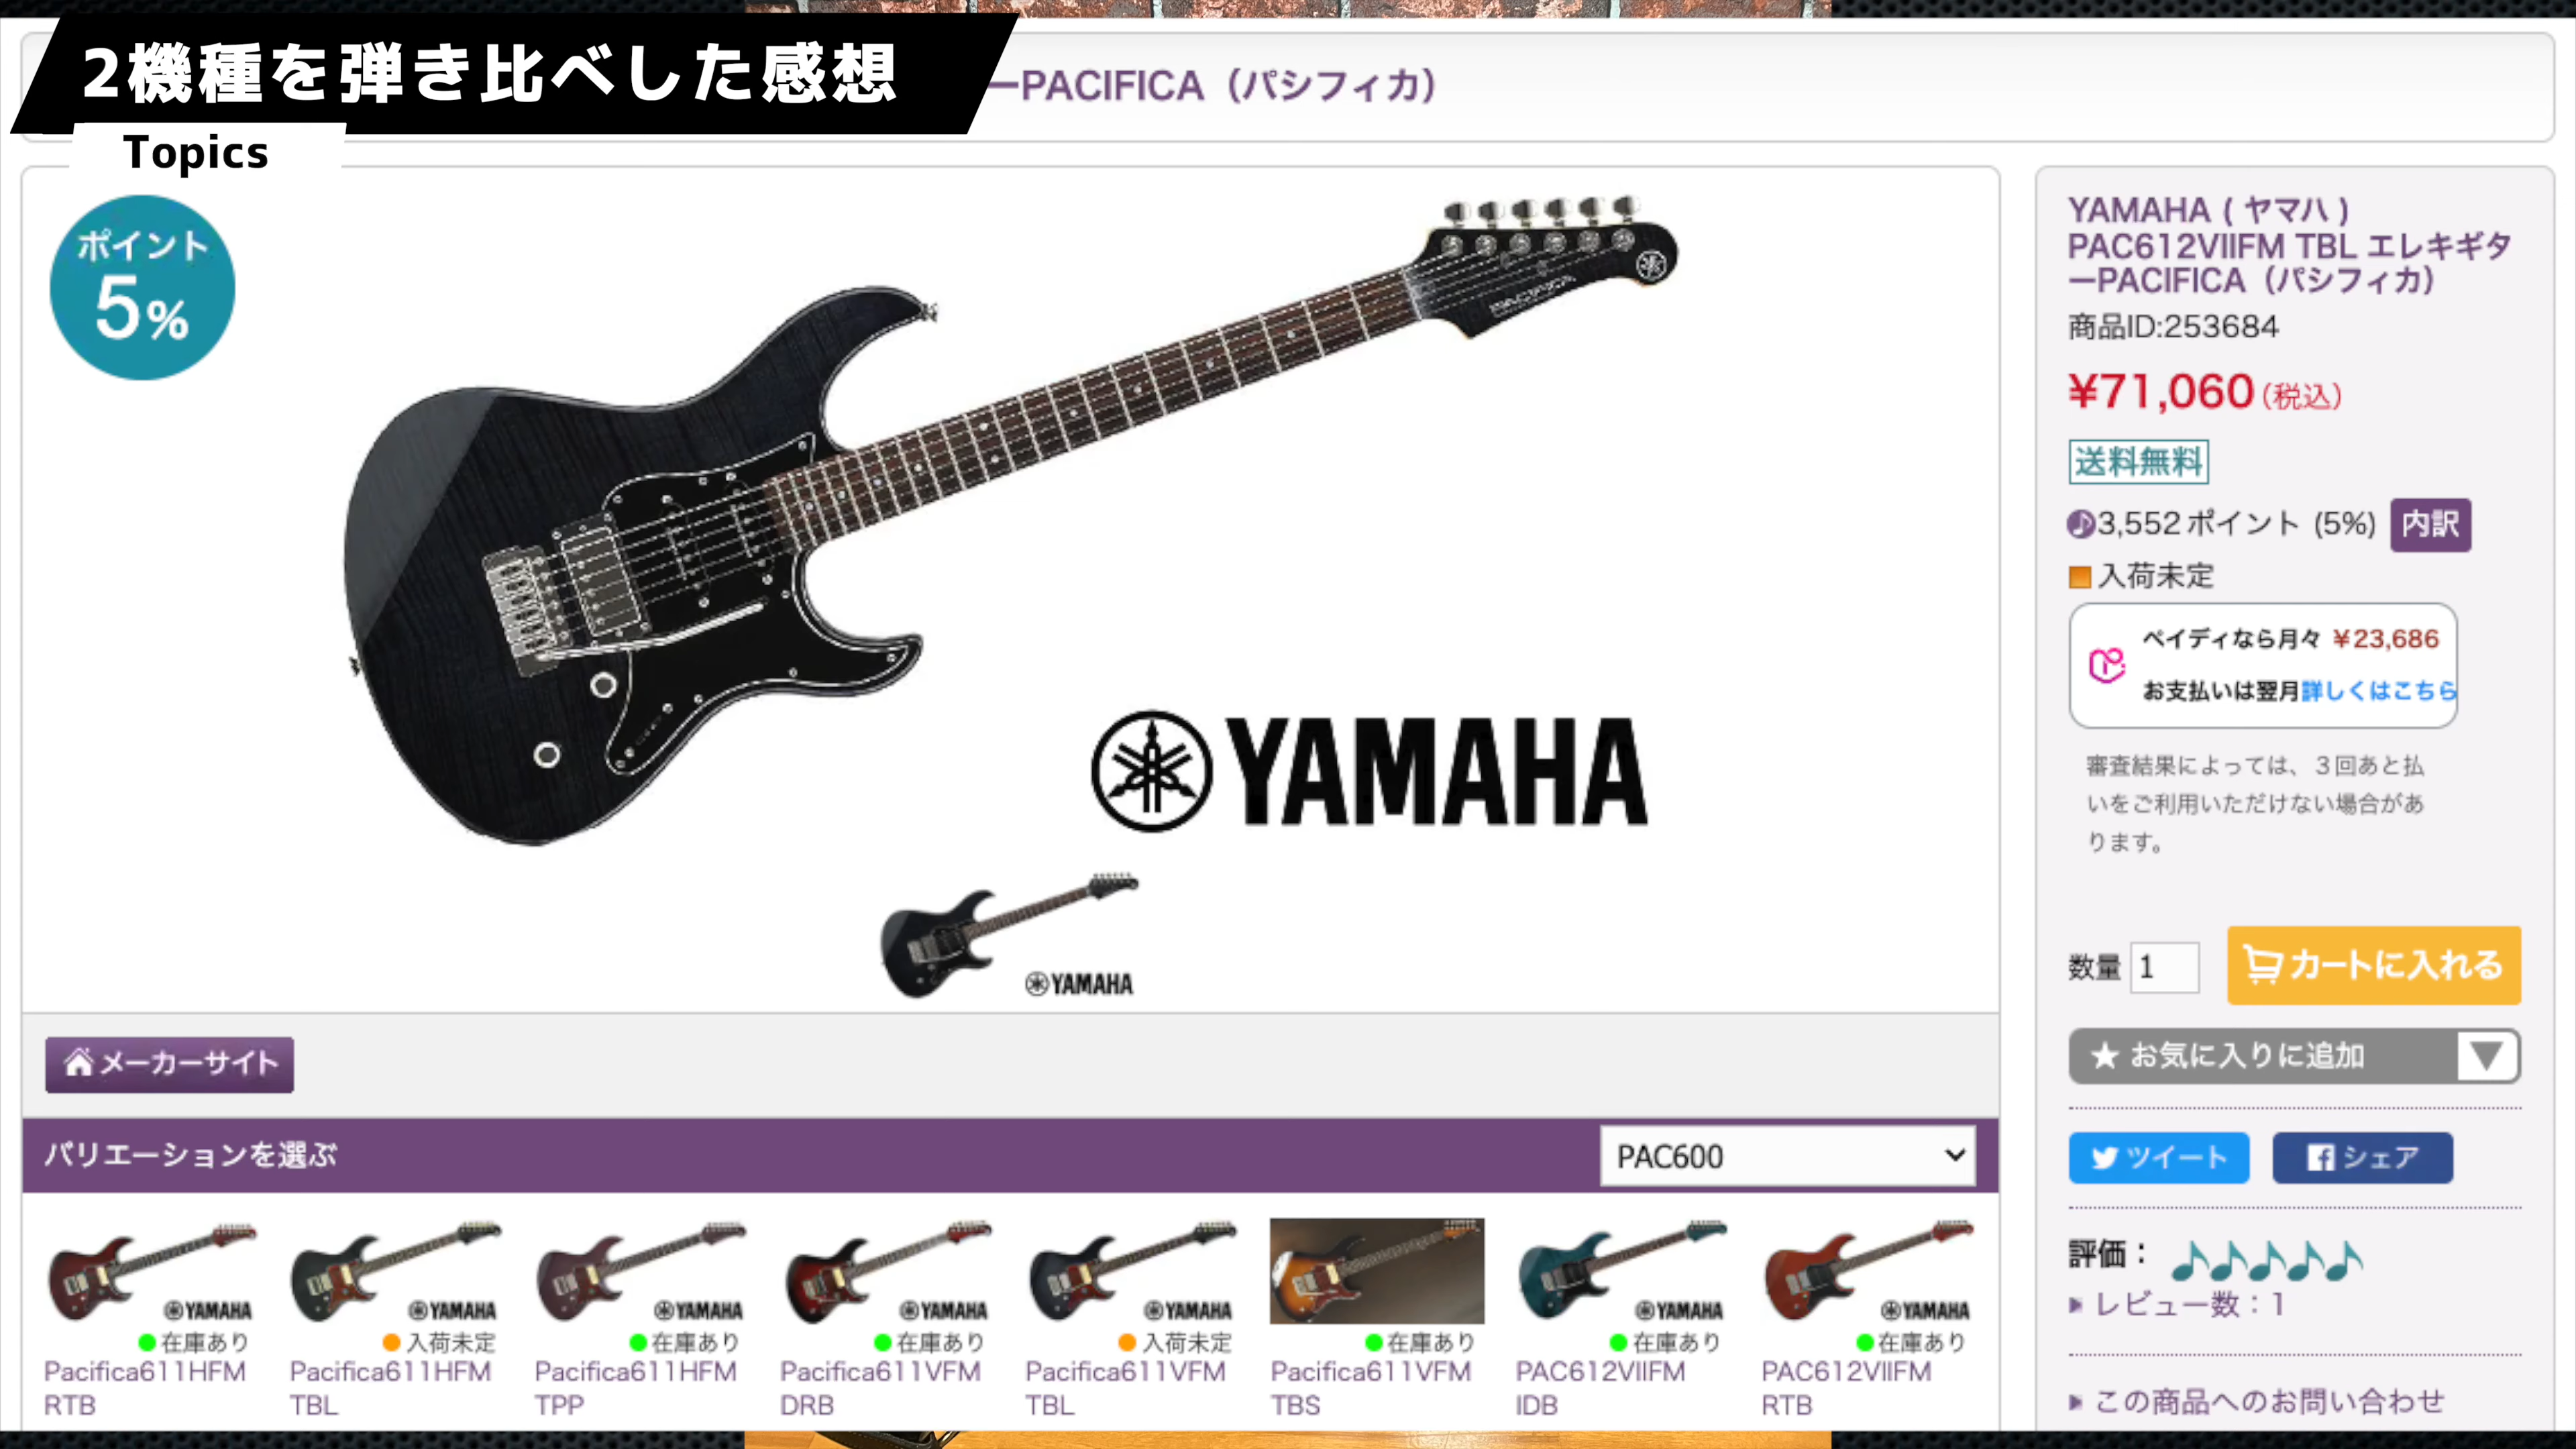 2機種を弾き比べした感想
ーPACIFICA（パシフィカ）
Topics
ポイント
5%
PACIFICA
YAMAHA
YAMAHA
YAMAHA ( ヤマハ )
PAC612VIIFM TBL エレキギタ
ーPACIFICA（パシフィカ）
商品ID:253684
¥71,060(税込)
送料無料
3,552 ポイント (5%) 内訳
入荷未定
ペイディなら月々 ¥23,686
お支払いは翌月詳しくはこちら
審査結果によっては、３回あと払
いをご利用いただけない場合があ
ります。
数量 1 カートに入れる
★ お気に入りに追加 ▼
ツイート シェア
評価：
レビュー数：1
この商品へのお問い合わせ
メーカーサイト
バリエーションを選ぶ PAC600
YAMAHA YAMAHA YAMAHA YAMAHA YAMAHA YAMAHA YAMAHA
在庫あり 入荷未定 在庫あり 在庫あり 入荷未定 在庫あり 在庫あり 在庫あり
Pacifica611HFM Pacifica611HFM Pacifica611HFM Pacifica611VFM Pacifica611VFM Pacifica611VFM PAC612VIIFM PAC612VIIFM
RTB TBL TPP DRB TBL TBS IDB RTB